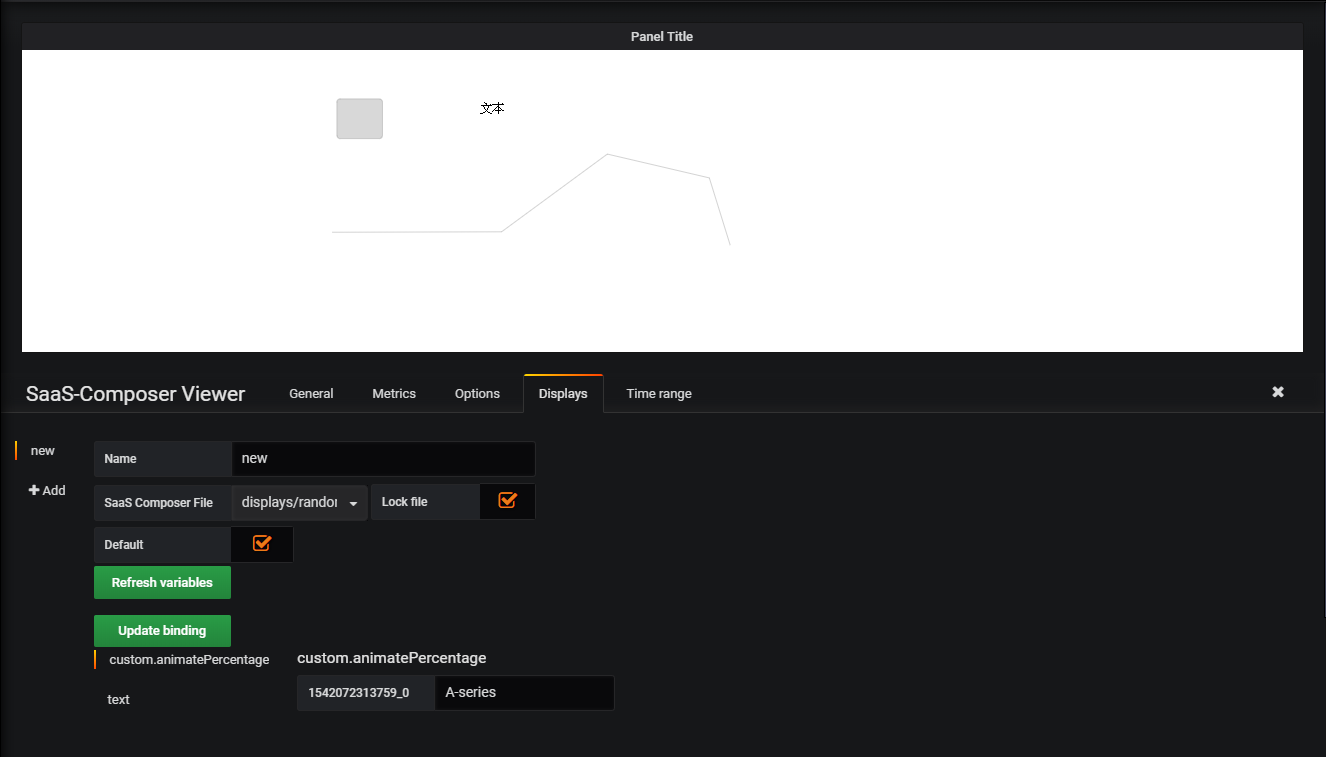 Panel Title
文本
SaaS-Composer Viewer General Metrics Options Displays Time range
new
Name new
Add
SaaS Composer File displays/randor Lock file
Default
Refresh variables
Update binding
custom.animatePercentage custom.animatePercentage
1542072313759_0 A-series
text